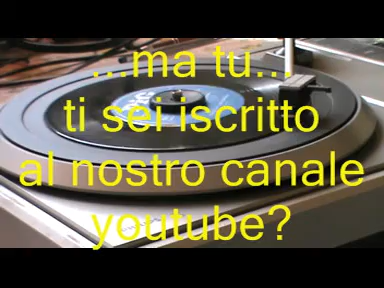 ...ma tu...
ti sei iscritto
al nostro canale
youtube?